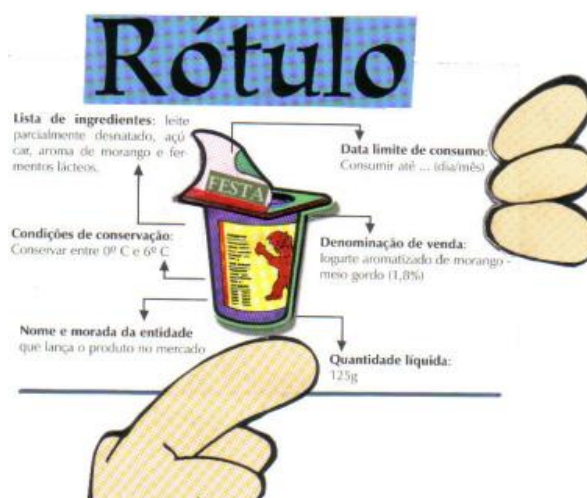 Rótulo
Lista de ingredientes: leite
parcialmente desnatado, açú
car, aroma de morango e fer
mentos lácteos.
Data limite de consumo:
Consumir até ... (dia/mês)
FESTA
Condições de conservação:
Conservar entre 0º C e 6º C
Denominação de venda:
Iogurte aromatizado de morango -
meio gordo (1,8%)
Nome e morada da entidade
que lança o produto no mercado
Quantidade líquida:
125g